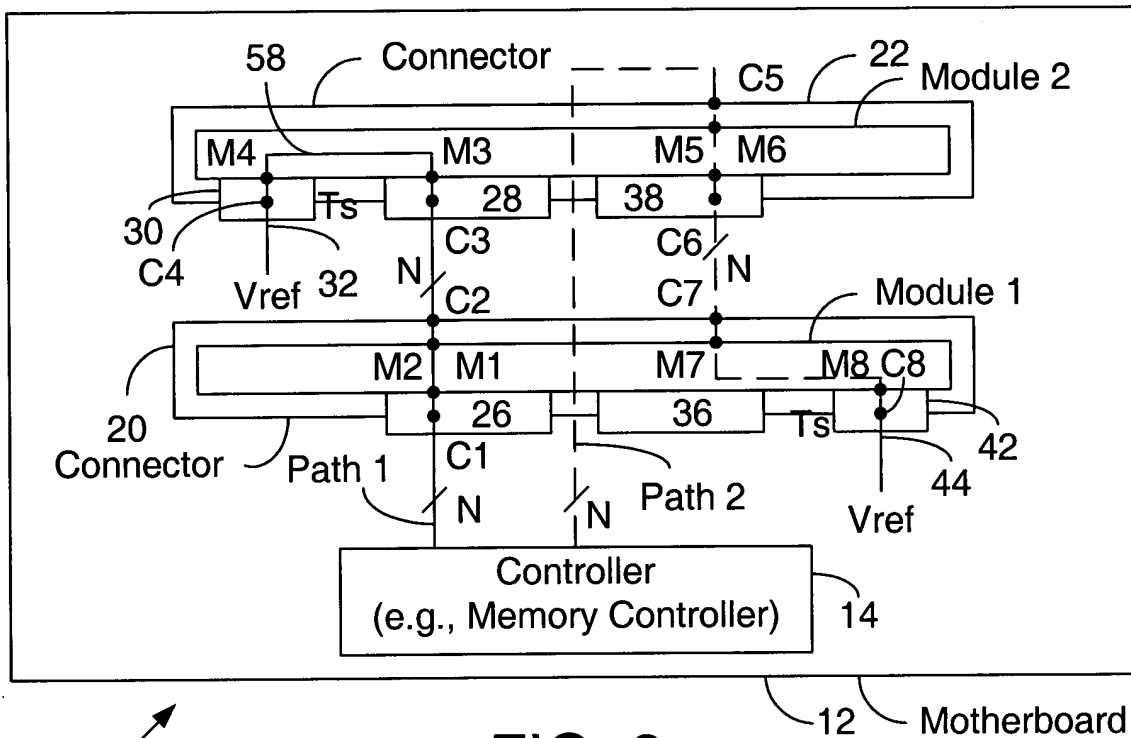 58
Connector
C5
22
Module 2
M4
M3
M5
M6
Ts
28
38
30
C4
C3
C6
N
N
Vref
32
C2
C7
Module 1
M2
M1
M7
M8
C8
20
26
36
Ts
42
Connector
C1
44
Path 1
N
N
Path 2
Vref
Controller
(e.g., Memory Controller)
14
12
Motherboard